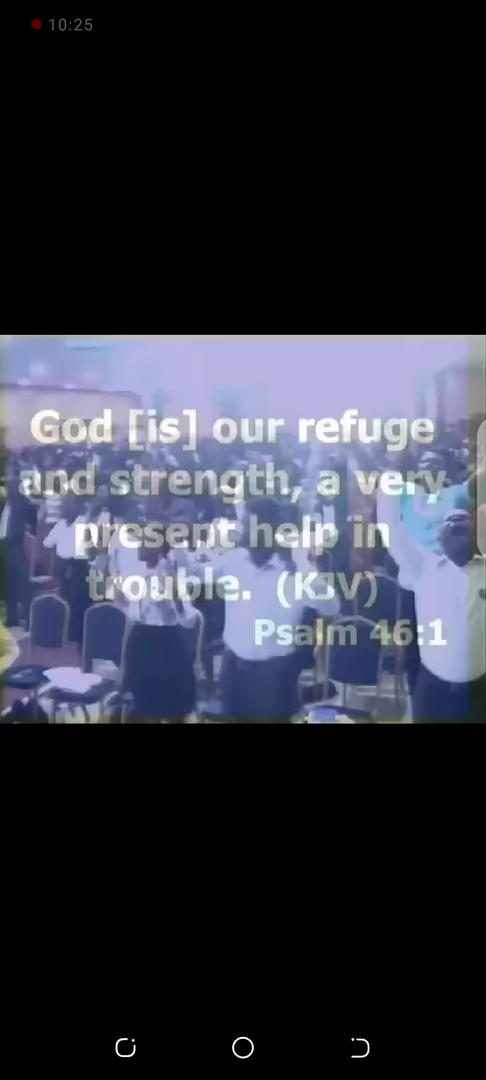 10:25
God [is] our refuge
and strength, a very
present help in
trouble. (KJV)
Psalm 46:1